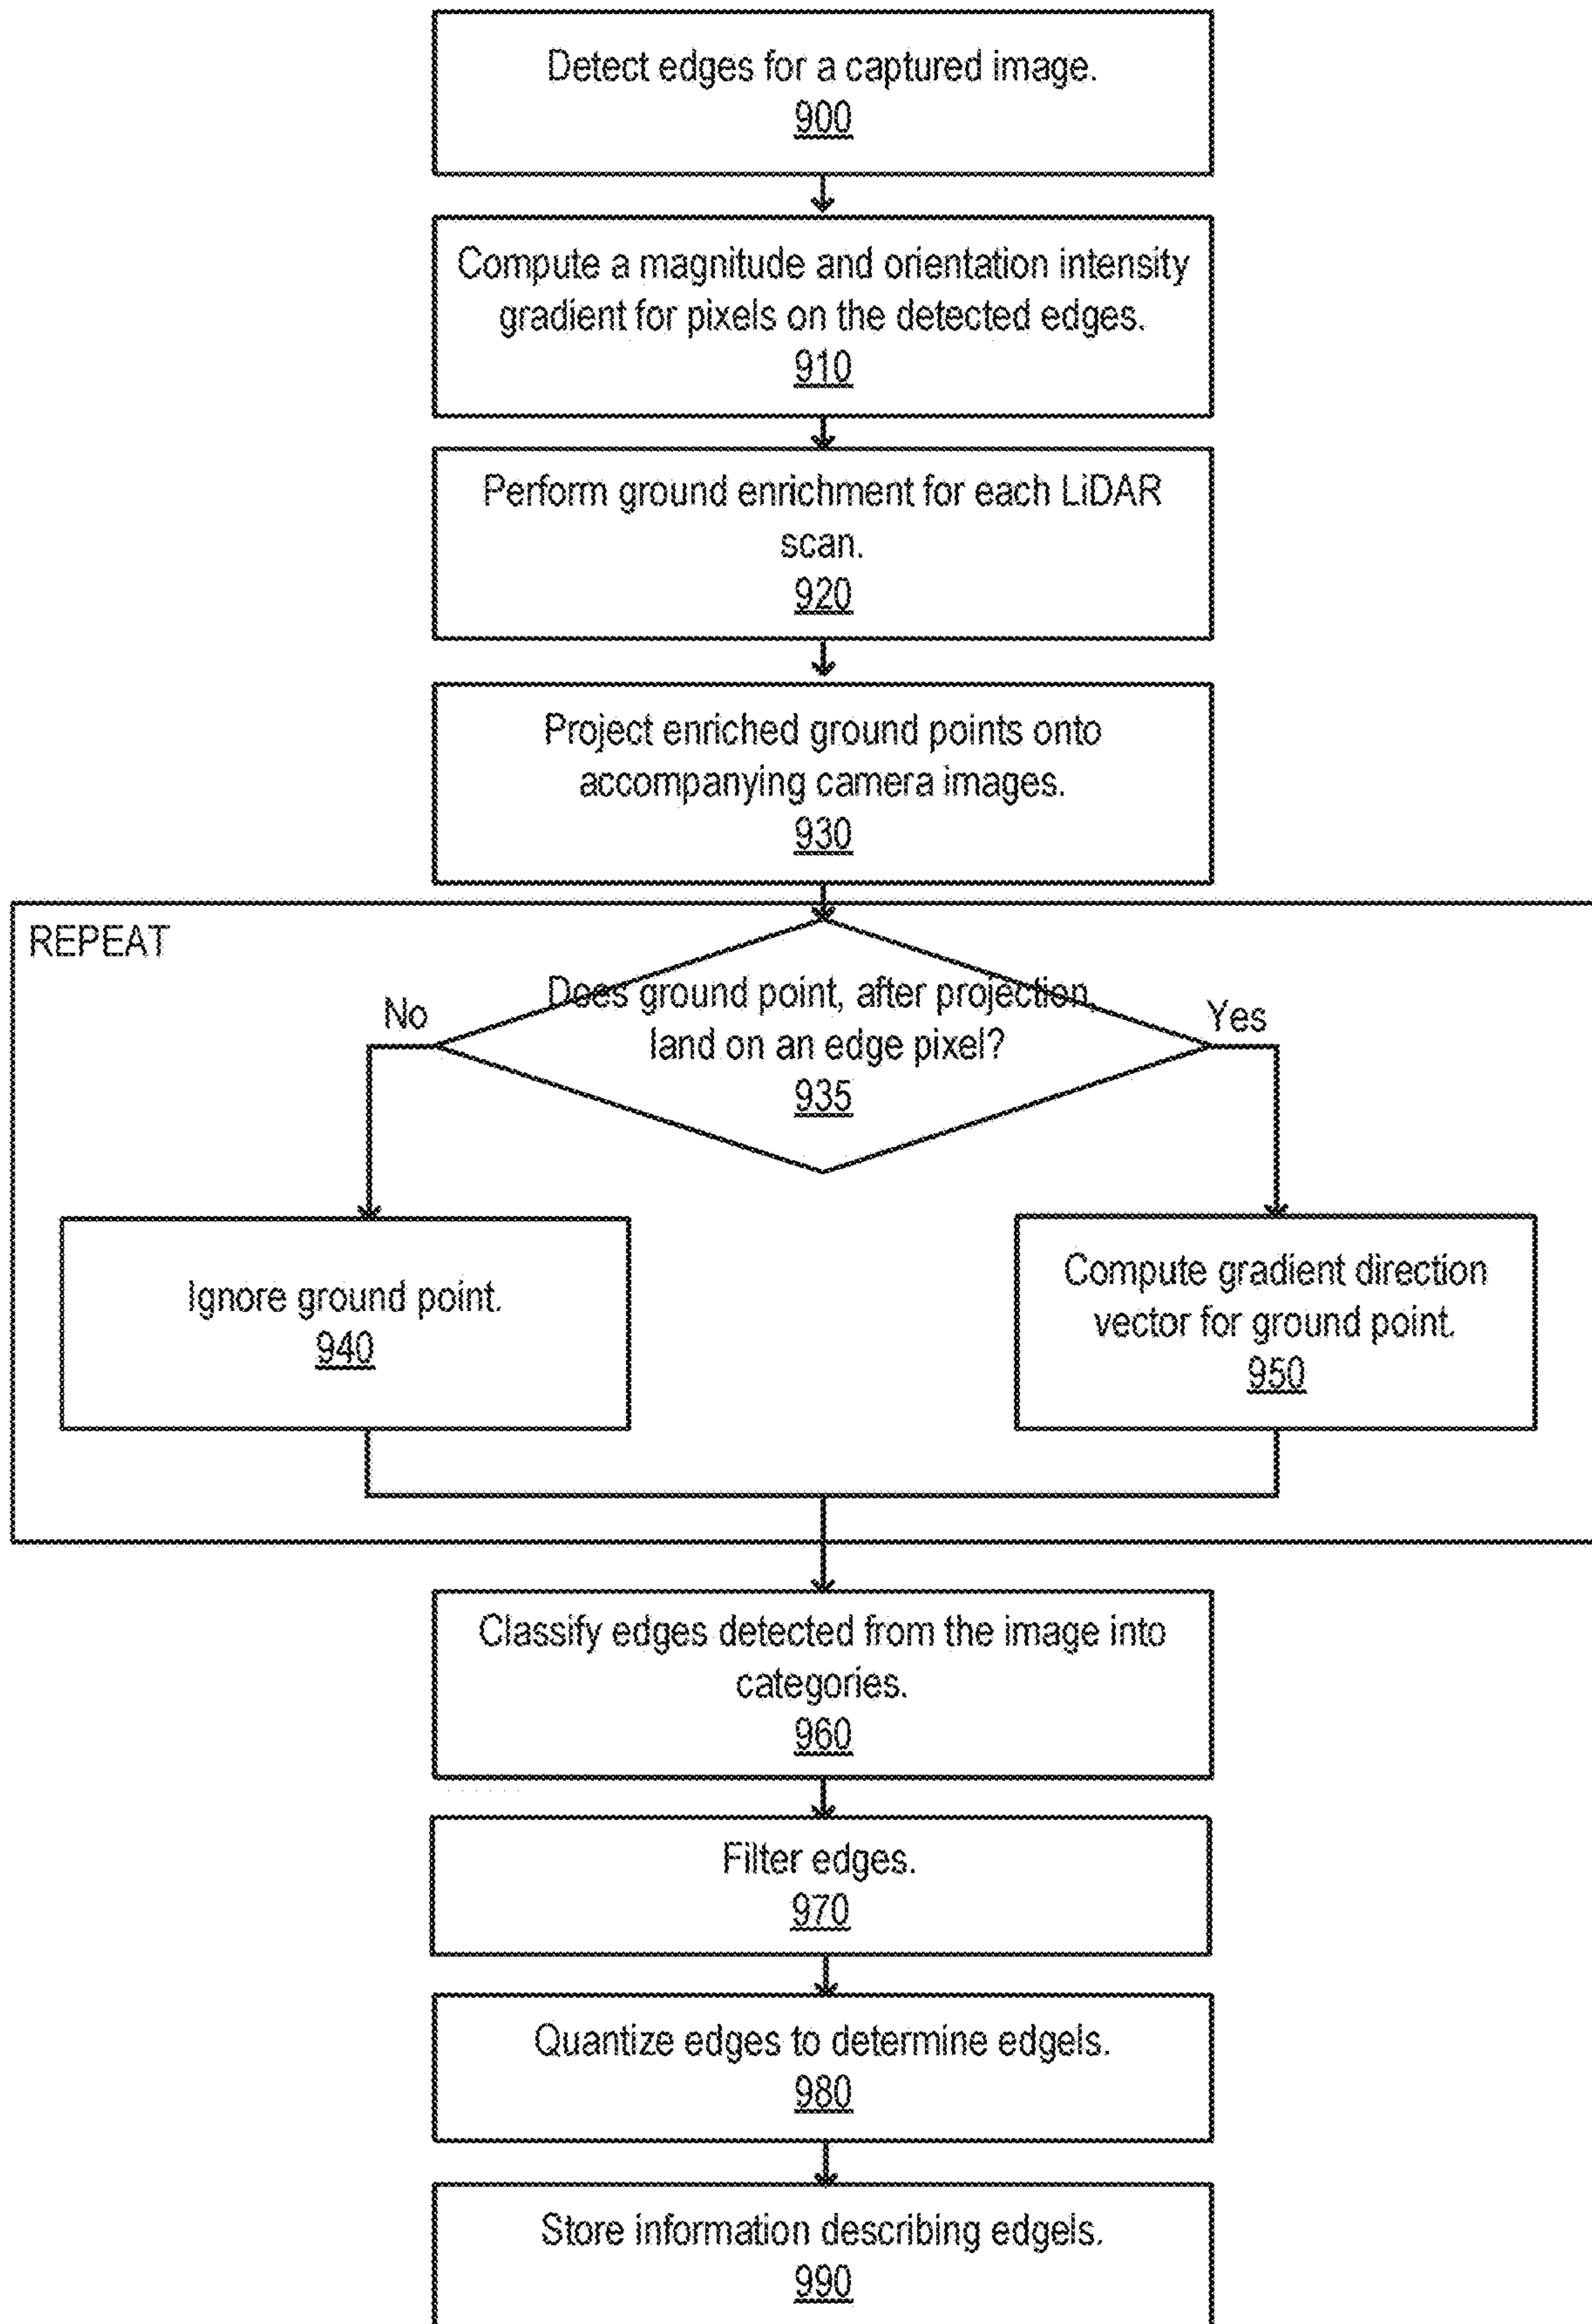 Detect edges for a captured image.
900
Compute a magnitude and orientation intensity
gradient for pixels on the detected edges.
910
Perform ground enrichment for each LiDAR
scan.
920
Project enriched ground points onto
accompanying camera images.
930
REPEAT
Does ground point, after projection
land on an edge pixel?
935
No
Yes
Ignore ground point.
940
Compute gradient direction
vector for ground point.
950
Classify edges detected from the image into
categories.
960
Filter edges.
970
Quantize edges to determine edgels.
980
Store information describing edgels.
990